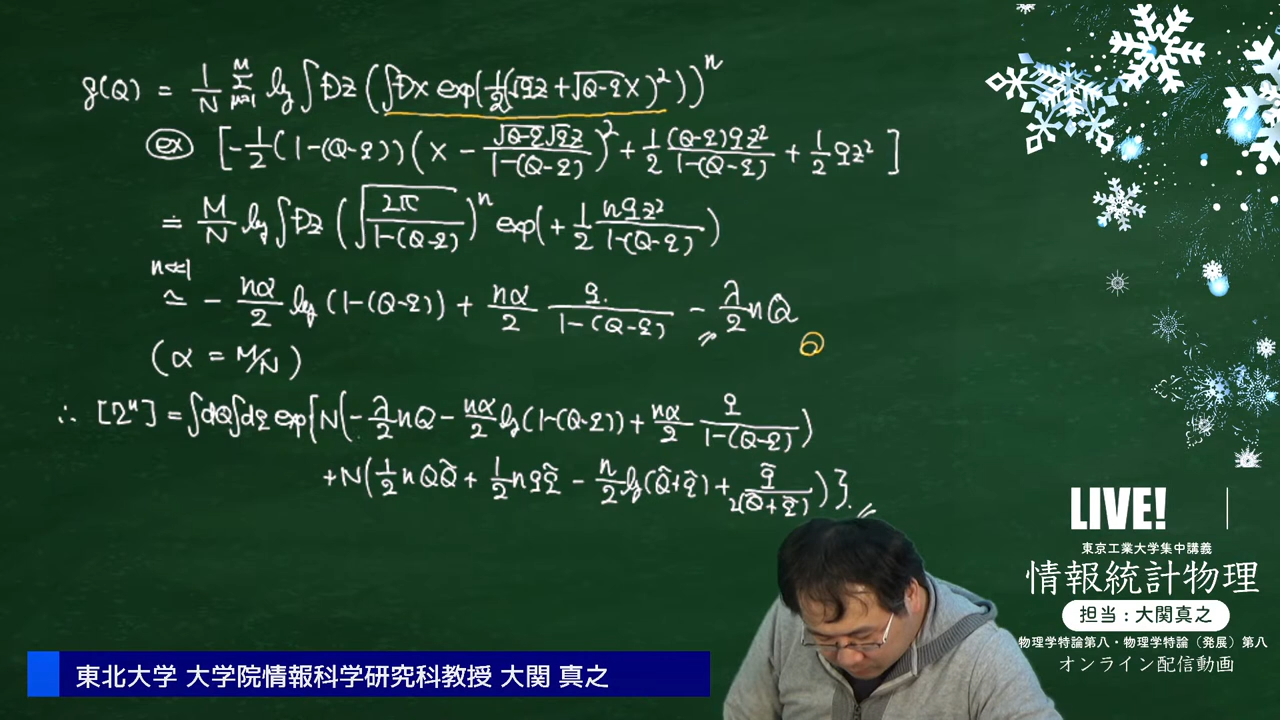 g(Q) = 1/N Σ_{μ=1}^{M} log ∫Dz (∫Dx exp(1/2(√q z + √(Q-q) x)^2))^n
ex [-1/2(1-(Q-q))(x - √(Q-q)√q z/(1-(Q-q)))^2 + 1/2 (Q-q)qz^2/(1-(Q-q)) + 1/2 qz^2]
= M/N log ∫Dz (√(2π/(1-(Q-q))))^n exp(+1/2 nqz^2/(1-(Q-q)))
n≪1
≃ - nα/2 log(1-(Q-q)) + nα/2 q/(1-(Q-q)) - λ/2 nQ
(α = M/N)
∴ [Z^n] = ∫dQ∫dq exp{N(-λ/2 nQ - nα/2 log(1-(Q-q)) + nα/2 q/(1-(Q-q)))
+N(1/2 nQQ̃ + 1/2 nqq̃ - n/2 log(Q̃+q̃) + q̃/2(Q̃+q̃))}.
LIVE!
東京工業大学集中講義
情報統計物理
担当：大関真之
物理学特論第八・物理学特論（発展）第八
オンライン配信動画
東北大学 大学院情報科学研究科教授 大関 真之